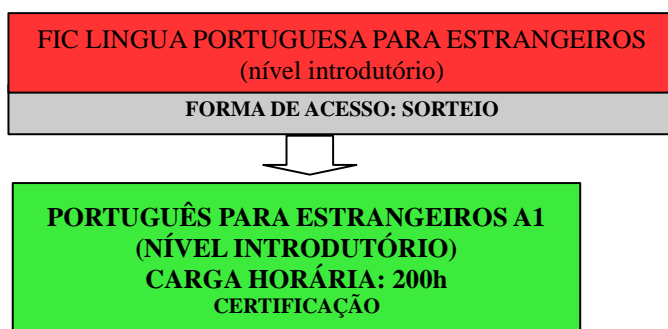 FIC LINGUA PORTUGUESA PARA ESTRANGEIROS
(nível introdutório)
FORMA DE ACESSO: SORTEIO
PORTUGUÊS PARA ESTRANGEIROS A1
(NÍVEL INTRODUTÓRIO)
CARGA HORÁRIA: 200h
CERTIFICAÇÃO